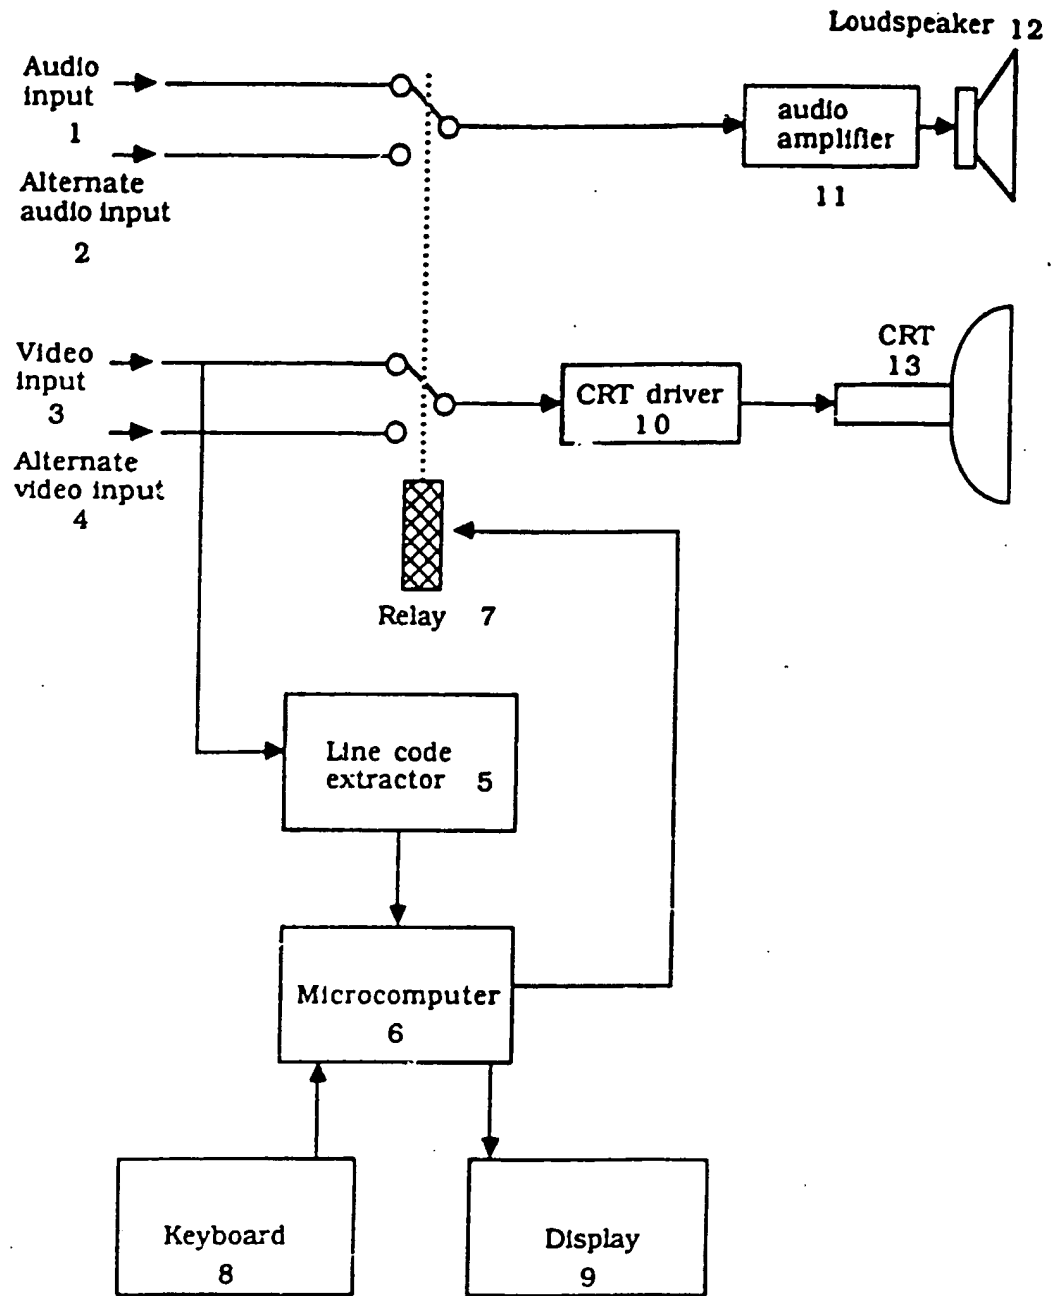 Loudspeaker 12
Audio
input
1
audio
amplifier
11
Alternate
audio input
2
Video
input
3
CRT
13
CRT driver
10
Alternate
video input
4
Relay 7
Line code
extractor 5
Microcomputer
6
Keyboard
8
Display
9